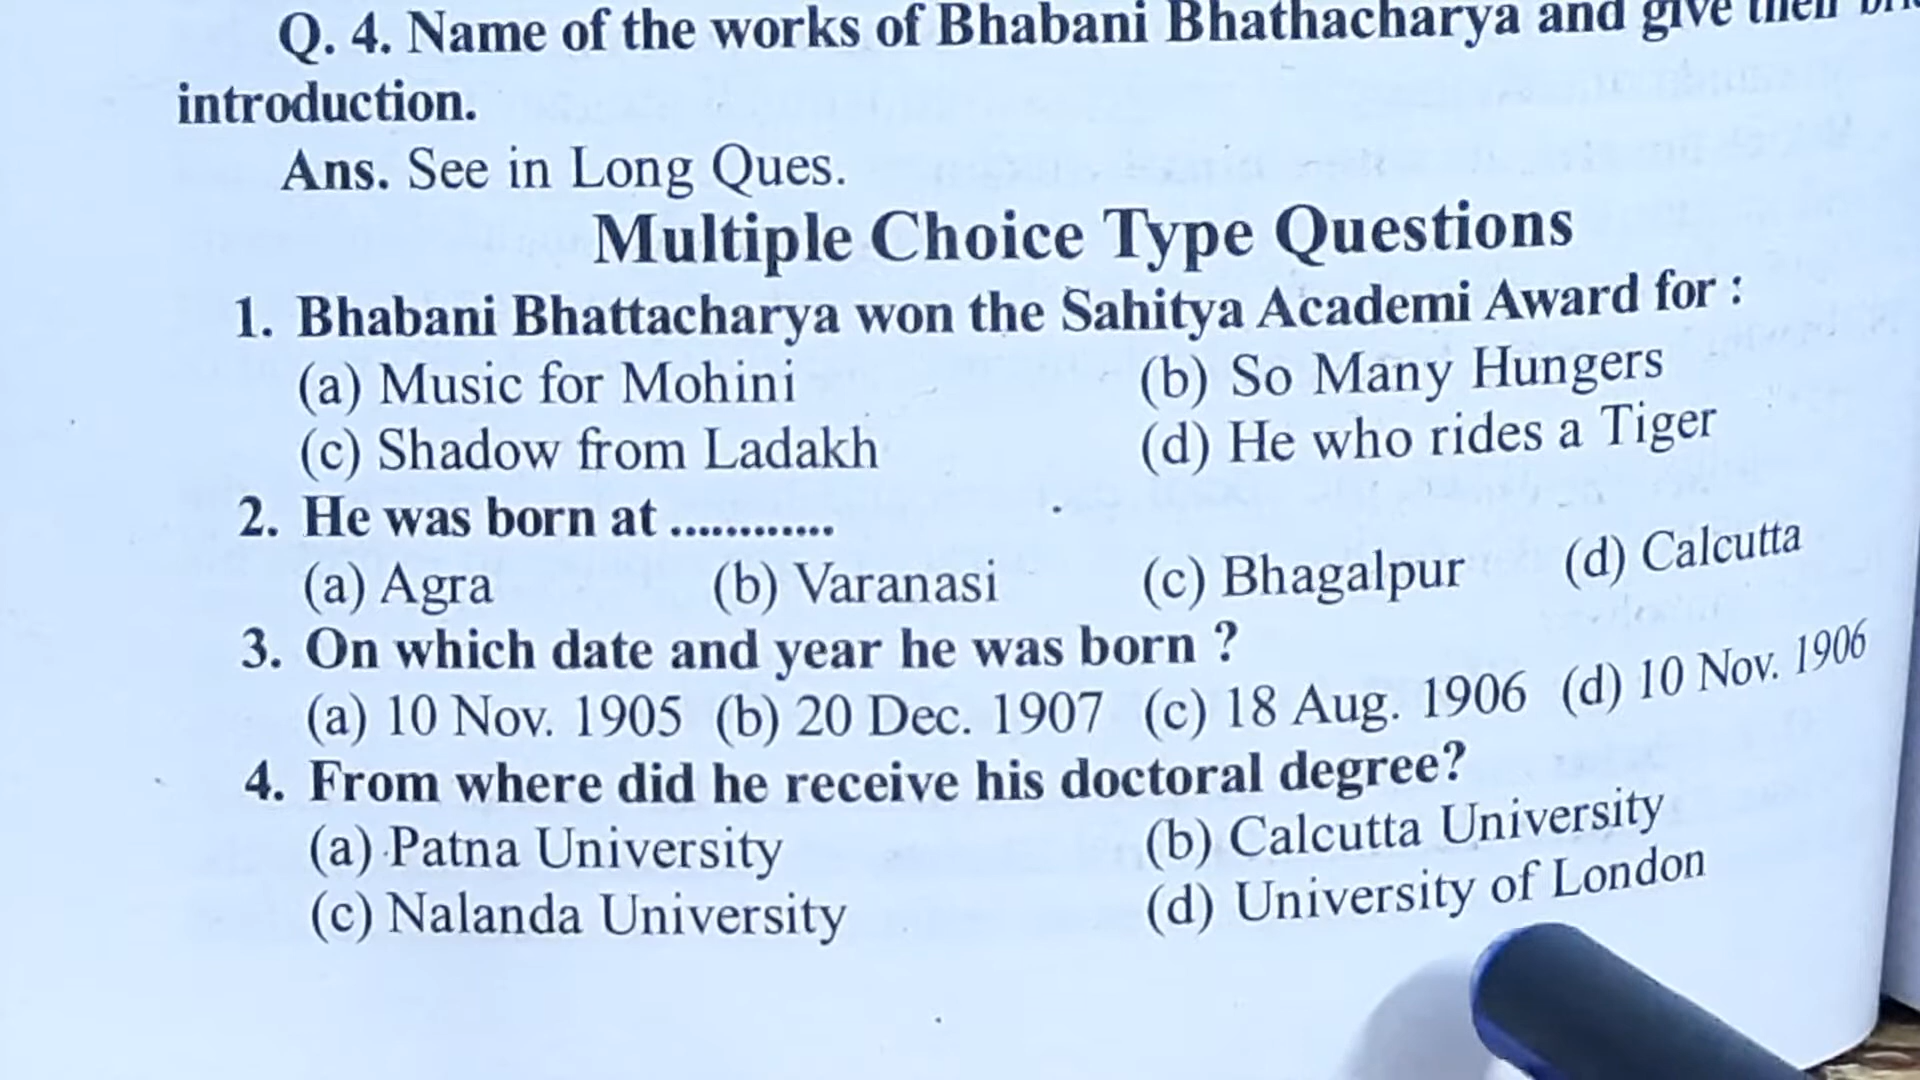 Q. 4. Name of the works of Bhabani Bhathacharya and give their
introduction.
Ans. See in Long Ques.
Multiple Choice Type Questions
1. Bhabani Bhattacharya won the Sahitya Academi Award for :
(a) Music for Mohini (b) So Many Hungers
(c) Shadow from Ladakh (d) He who rides a Tiger
2. He was born at ............
(a) Agra (b) Varanasi (c) Bhagalpur (d) Calcutta
3. On which date and year he was born ?
(a) 10 Nov. 1905 (b) 20 Dec. 1907 (c) 18 Aug. 1906 (d) 10 Nov. 1906
4. From where did he receive his doctoral degree?
(a) Patna University (b) Calcutta University
(c) Nalanda University (d) University of London